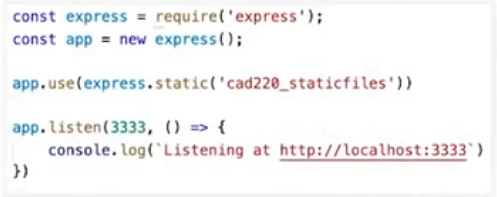 const express = require('express');
const app = new express();
app.use(express.static('cad220_staticfiles'))
app.listen(3333, () => {
console.log(`Listening at http://localhost:3333`)
})